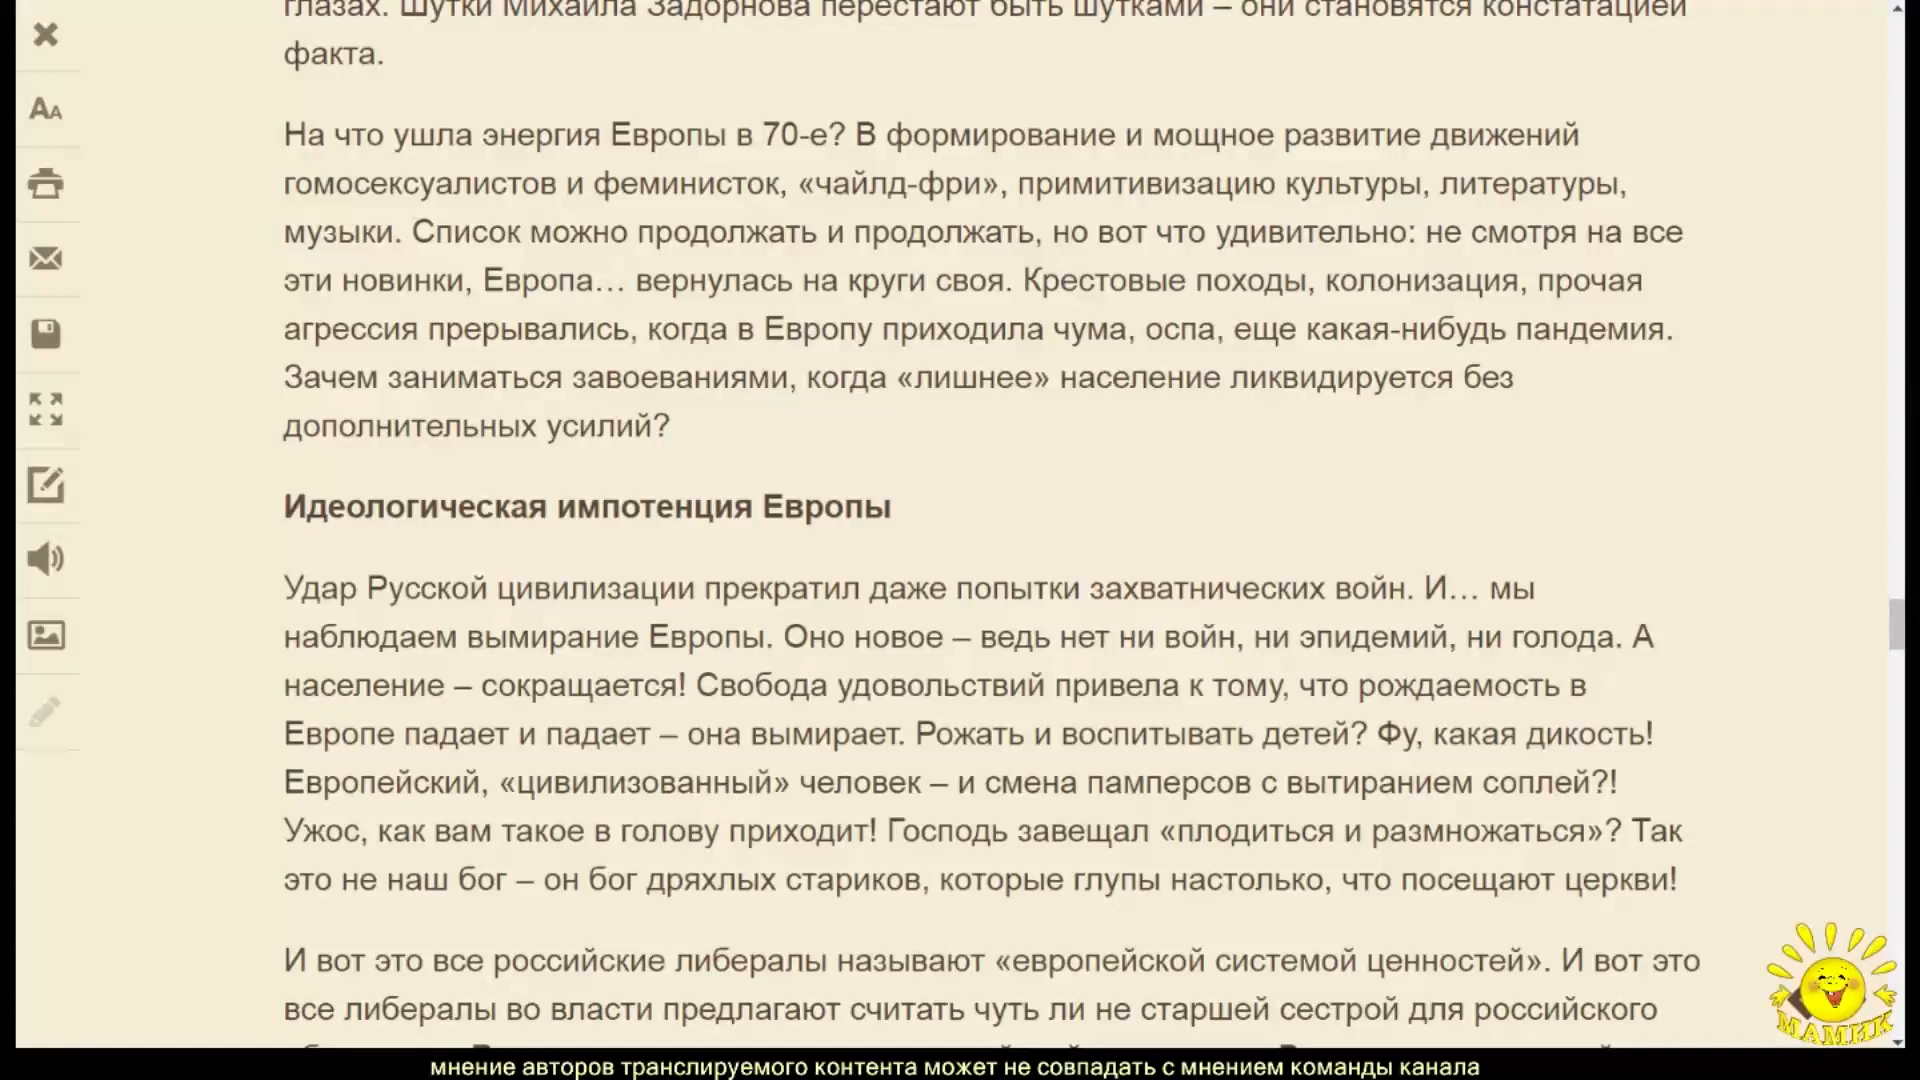 глазах. Шутки Михаила Задорнова перестают быть шутками – они становятся констатацией
факта.
На что ушла энергия Европы в 70-е? В формирование и мощное развитие движений
гомосексуалистов и феминисток, «чайлд-фри», примитивизацию культуры, литературы,
музыки. Список можно продолжать и продолжать, но вот что удивительно: не смотря на все
эти новинки, Европа… вернулась на круги своя. Крестовые походы, колонизация, прочая
агрессия прерывались, когда в Европу приходила чума, оспа, еще какая-нибудь пандемия.
Зачем заниматься завоеваниями, когда «лишнее» население ликвидируется без
дополнительных усилий?
Идеологическая импотенция Европы
Удар Русской цивилизации прекратил даже попытки захватнических войн. И… мы
наблюдаем вымирание Европы. Оно новое – ведь нет ни войн, ни эпидемий, ни голода. А
население – сокращается! Свобода удовольствий привела к тому, что рождаемость в
Европе падает и падает – она вымирает. Рожать и воспитывать детей? Фу, какая дикость!
Европейский, «цивилизованный» человек – и смена памперсов с вытиранием соплей?!
Ужос, как вам такое в голову приходит! Господь завещал «плодиться и размножаться»? Так
это не наш бог – он бог дряхлых стариков, которые глупы настолько, что посещают церкви!
И вот это все российские либералы называют «европейской системой ценностей». И вот это
все либералы во власти предлагают считать чуть ли не старшей сестрой для российского
МАМИК
мнение авторов транслируемого контента может не совпадать с мнением команды канала